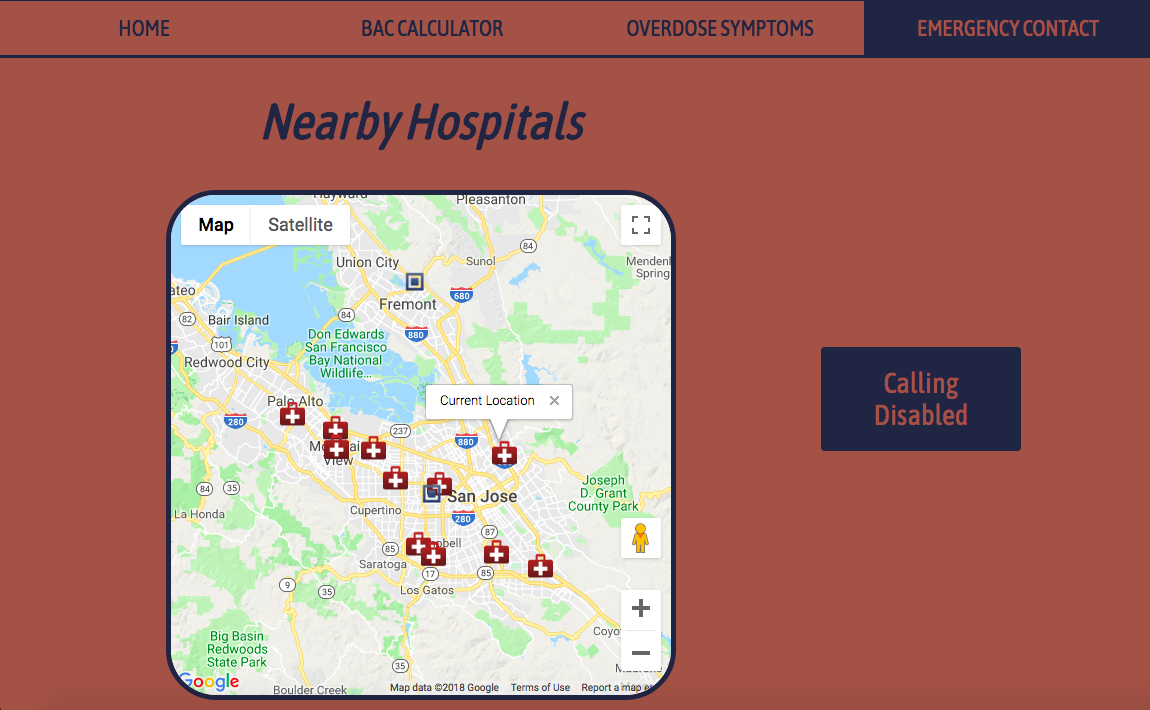 HOME
BAC CALCULATOR
OVERDOSE SYMPTOMS
EMERGENCY CONTACT
Nearby Hospitals
Hayward
Pleasanton
Map
Satellite
84
Union City
Sunol
Mendenh
Springs
ateo
680
Fremont
82
Bair Island
84
880
Don Edwards
San Francisco
Bay National
Wildlife...
101
Redwood City
Calling
Disabled
Palo Alto
Current Location
280
237
880
View
Joseph
D. Grant
County Park
84
35
San Jose
La Honda
Cupertino
280
87
85
Saratoga
17
85
9
35
Los Gatos
Coyo
Big Basin
Redwoods
State Park
35
Google
Boulder Creek
Map data ©2018 Google
Terms of Use
Report a map er